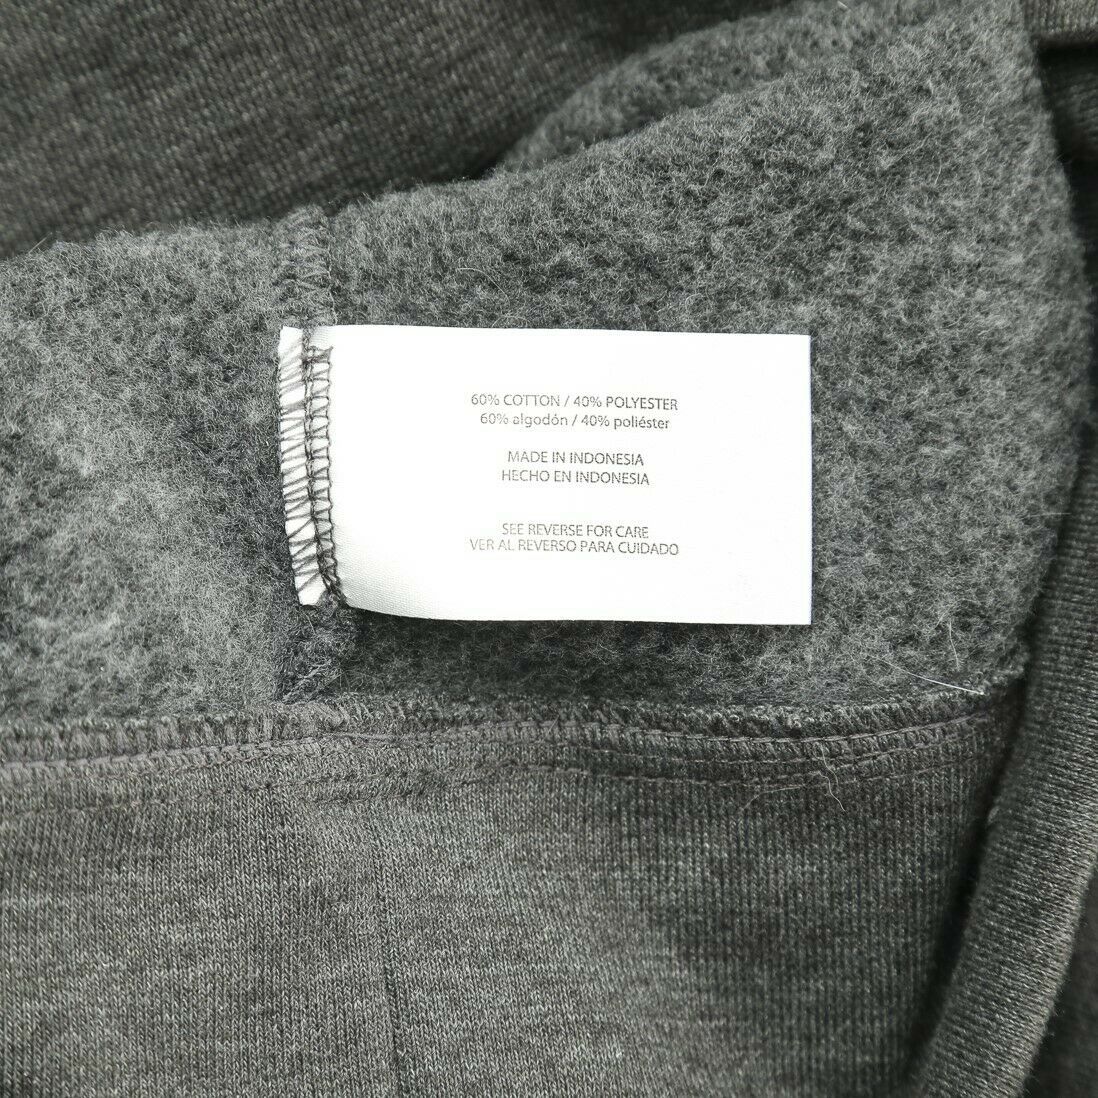 60% COTTON / 40% POLYESTER
60% algodón / 40% poliéster
MADE IN INDONESIA
HECHO EN INDONESIA
SEE REVERSE FOR CARE
VER AL REVERSO PARA CUIDADO